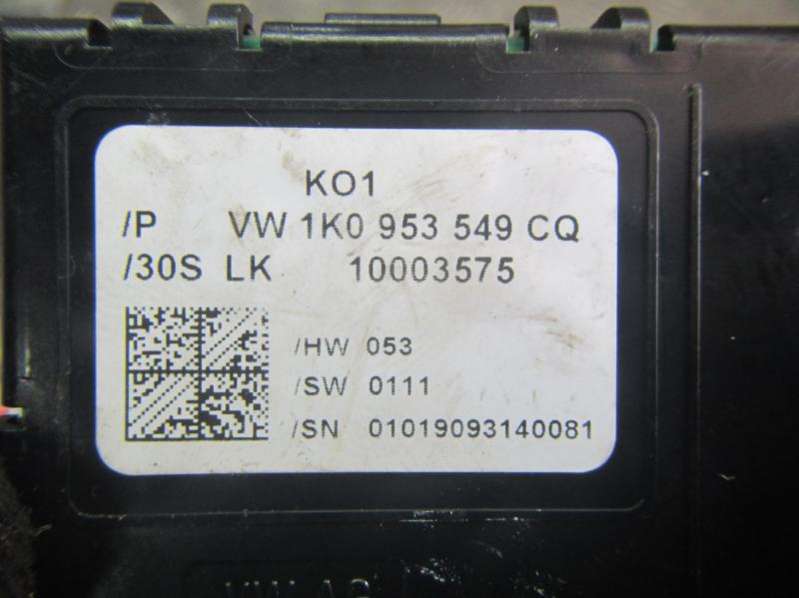 KO1
/P VW 1K0 953 549 CQ
/30S LK 10003575
/HW 053
/SW 0111
/SN 01019093140081